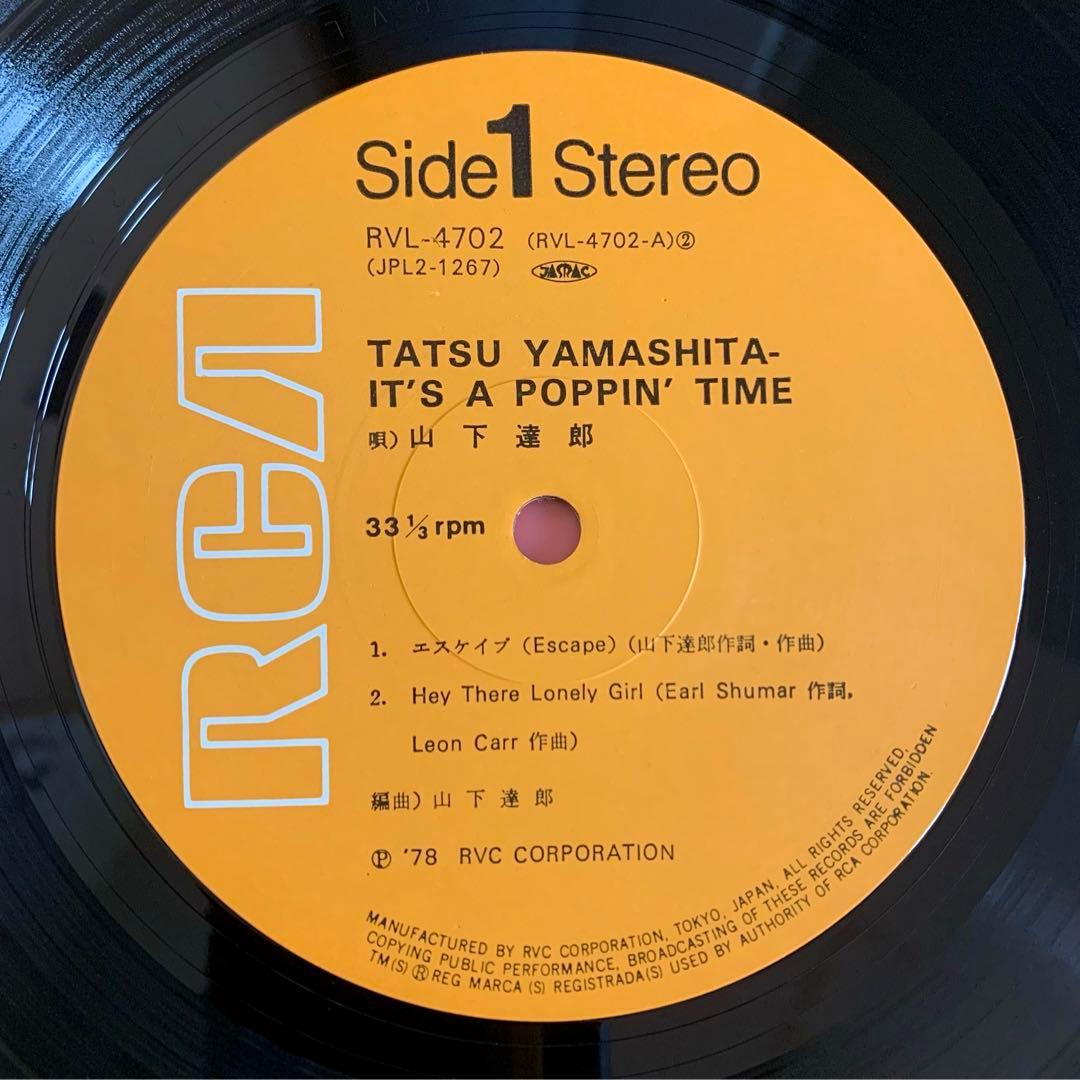 Side 1 Stereo
RVL-4702 (RVL-4702-A)②
(JPL2-1267) JASRAC
TATSU YAMASHITA-
IT'S A POPPIN' TIME
唄) 山下達郎
33 ⅓ rpm
1. エスケイプ (Escape) (山下達郎作詞・作曲)
2. Hey There Lonely Girl (Earl Shumar 作詞,
Leon Carr 作曲)
編曲) 山下達郎
Ⓟ '78 RVC CORPORATION
MANUFACTURED BY RVC CORPORATION, TOKYO, JAPAN, ALL RIGHTS RESERVED,
COPYING PUBLIC PERFORMANCE, BROADCASTING OF THESE RECORDS ARE FORBIDDEN
TM(S) ® REG MARCA (S) REGISTRADA(S) USED BY AUTHORITY OF RCA CORPORATION.
RCA